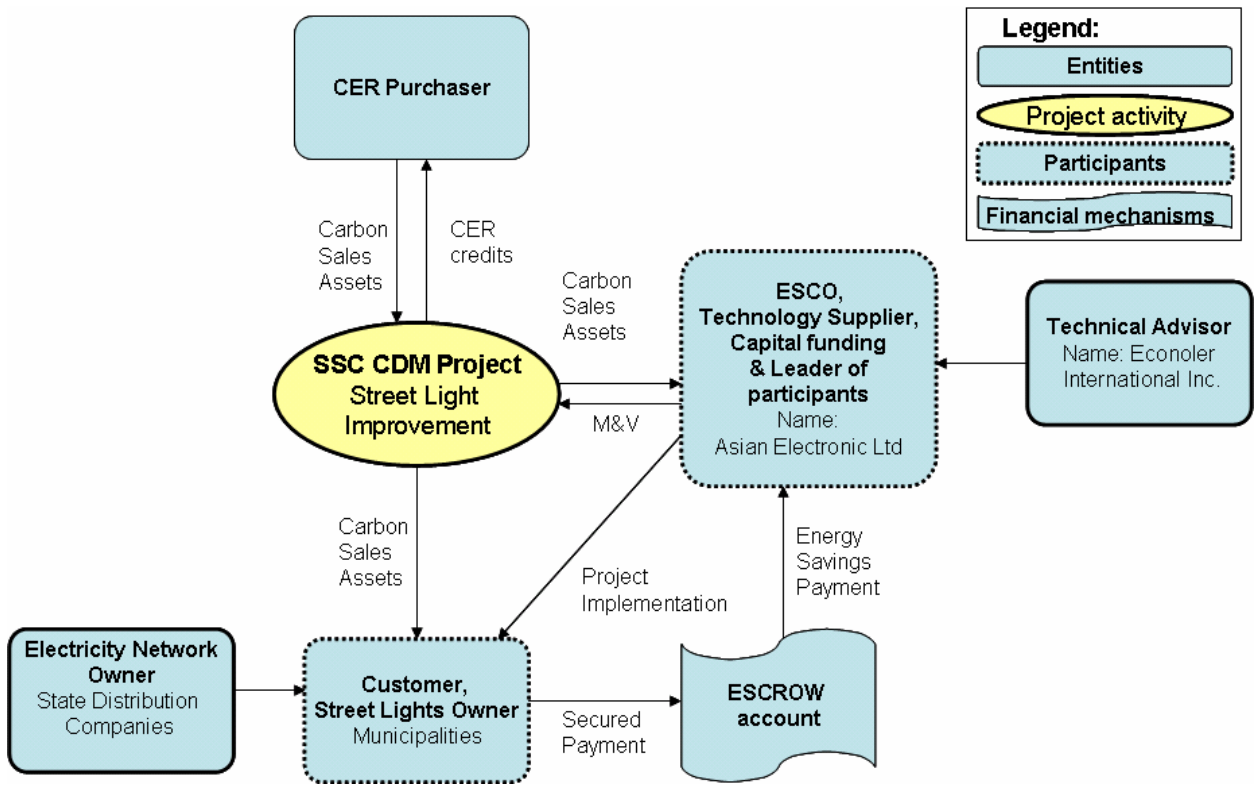 CER Purchaser
Legend:
Entities
Project activity
Participants
Financial mechanisms
Carbon
Sales
Assets
CER
credits
Carbon
Sales
Assets
ESCO,
Technology Supplier,
Capital funding
& Leader of
participants
Name:
Asian Electronic Ltd
Technical Advisor
Name: Econoler
International Inc.
SSC CDM Project
Street Light
Improvement
M&V
Carbon
Sales
Assets
Project
Implementation
Energy
Savings
Payment
Electricity Network
Owner
State Distribution
Companies
Customer,
Street Lights Owner
Municipalities
Secured
Payment
ESCROW
account